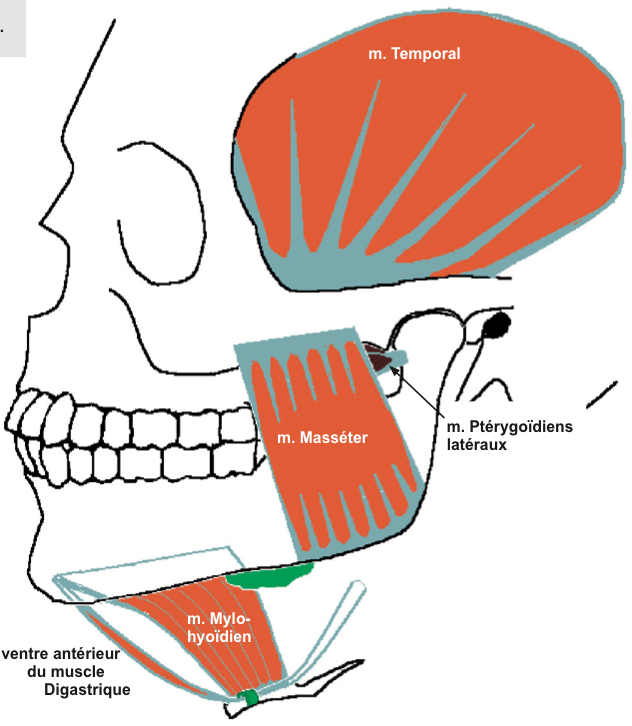 .
m. Temporal
m. Ptérygoïdiens
latéraux
m. Masséter
m. Mylo-
hyoïdien
ventre antérieur
du muscle
Digastrique